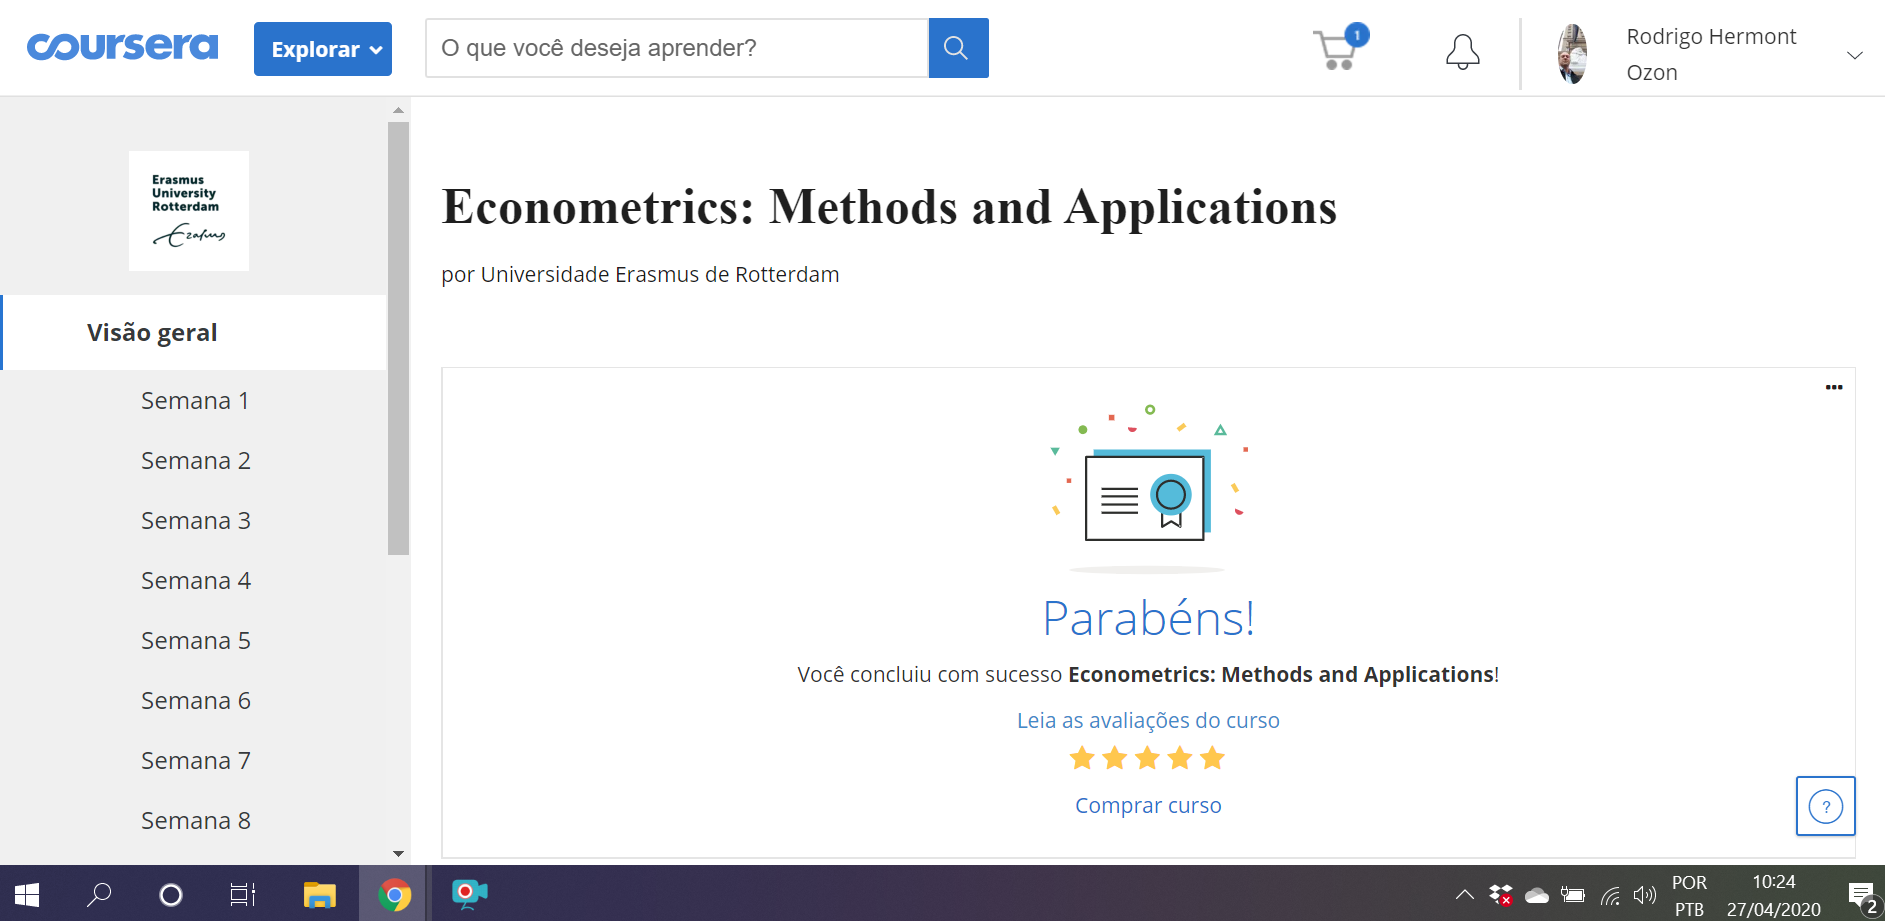 coursera
Explorar
O que você deseja aprender?
1
Rodrigo Hermont
Ozon
Erasmus
University
Rotterdam
Erasmus
Visão geral
Semana 1
Semana 2
Semana 3
Semana 4
Semana 5
Semana 6
Semana 7
Semana 8
Econometrics: Methods and Applications
por Universidade Erasmus de Rotterdam
Parabéns!
Você concluiu com sucesso Econometrics: Methods and Applications!
Leia as avaliações do curso
Comprar curso
?
POR
PTB
10:24
27/04/2020
2